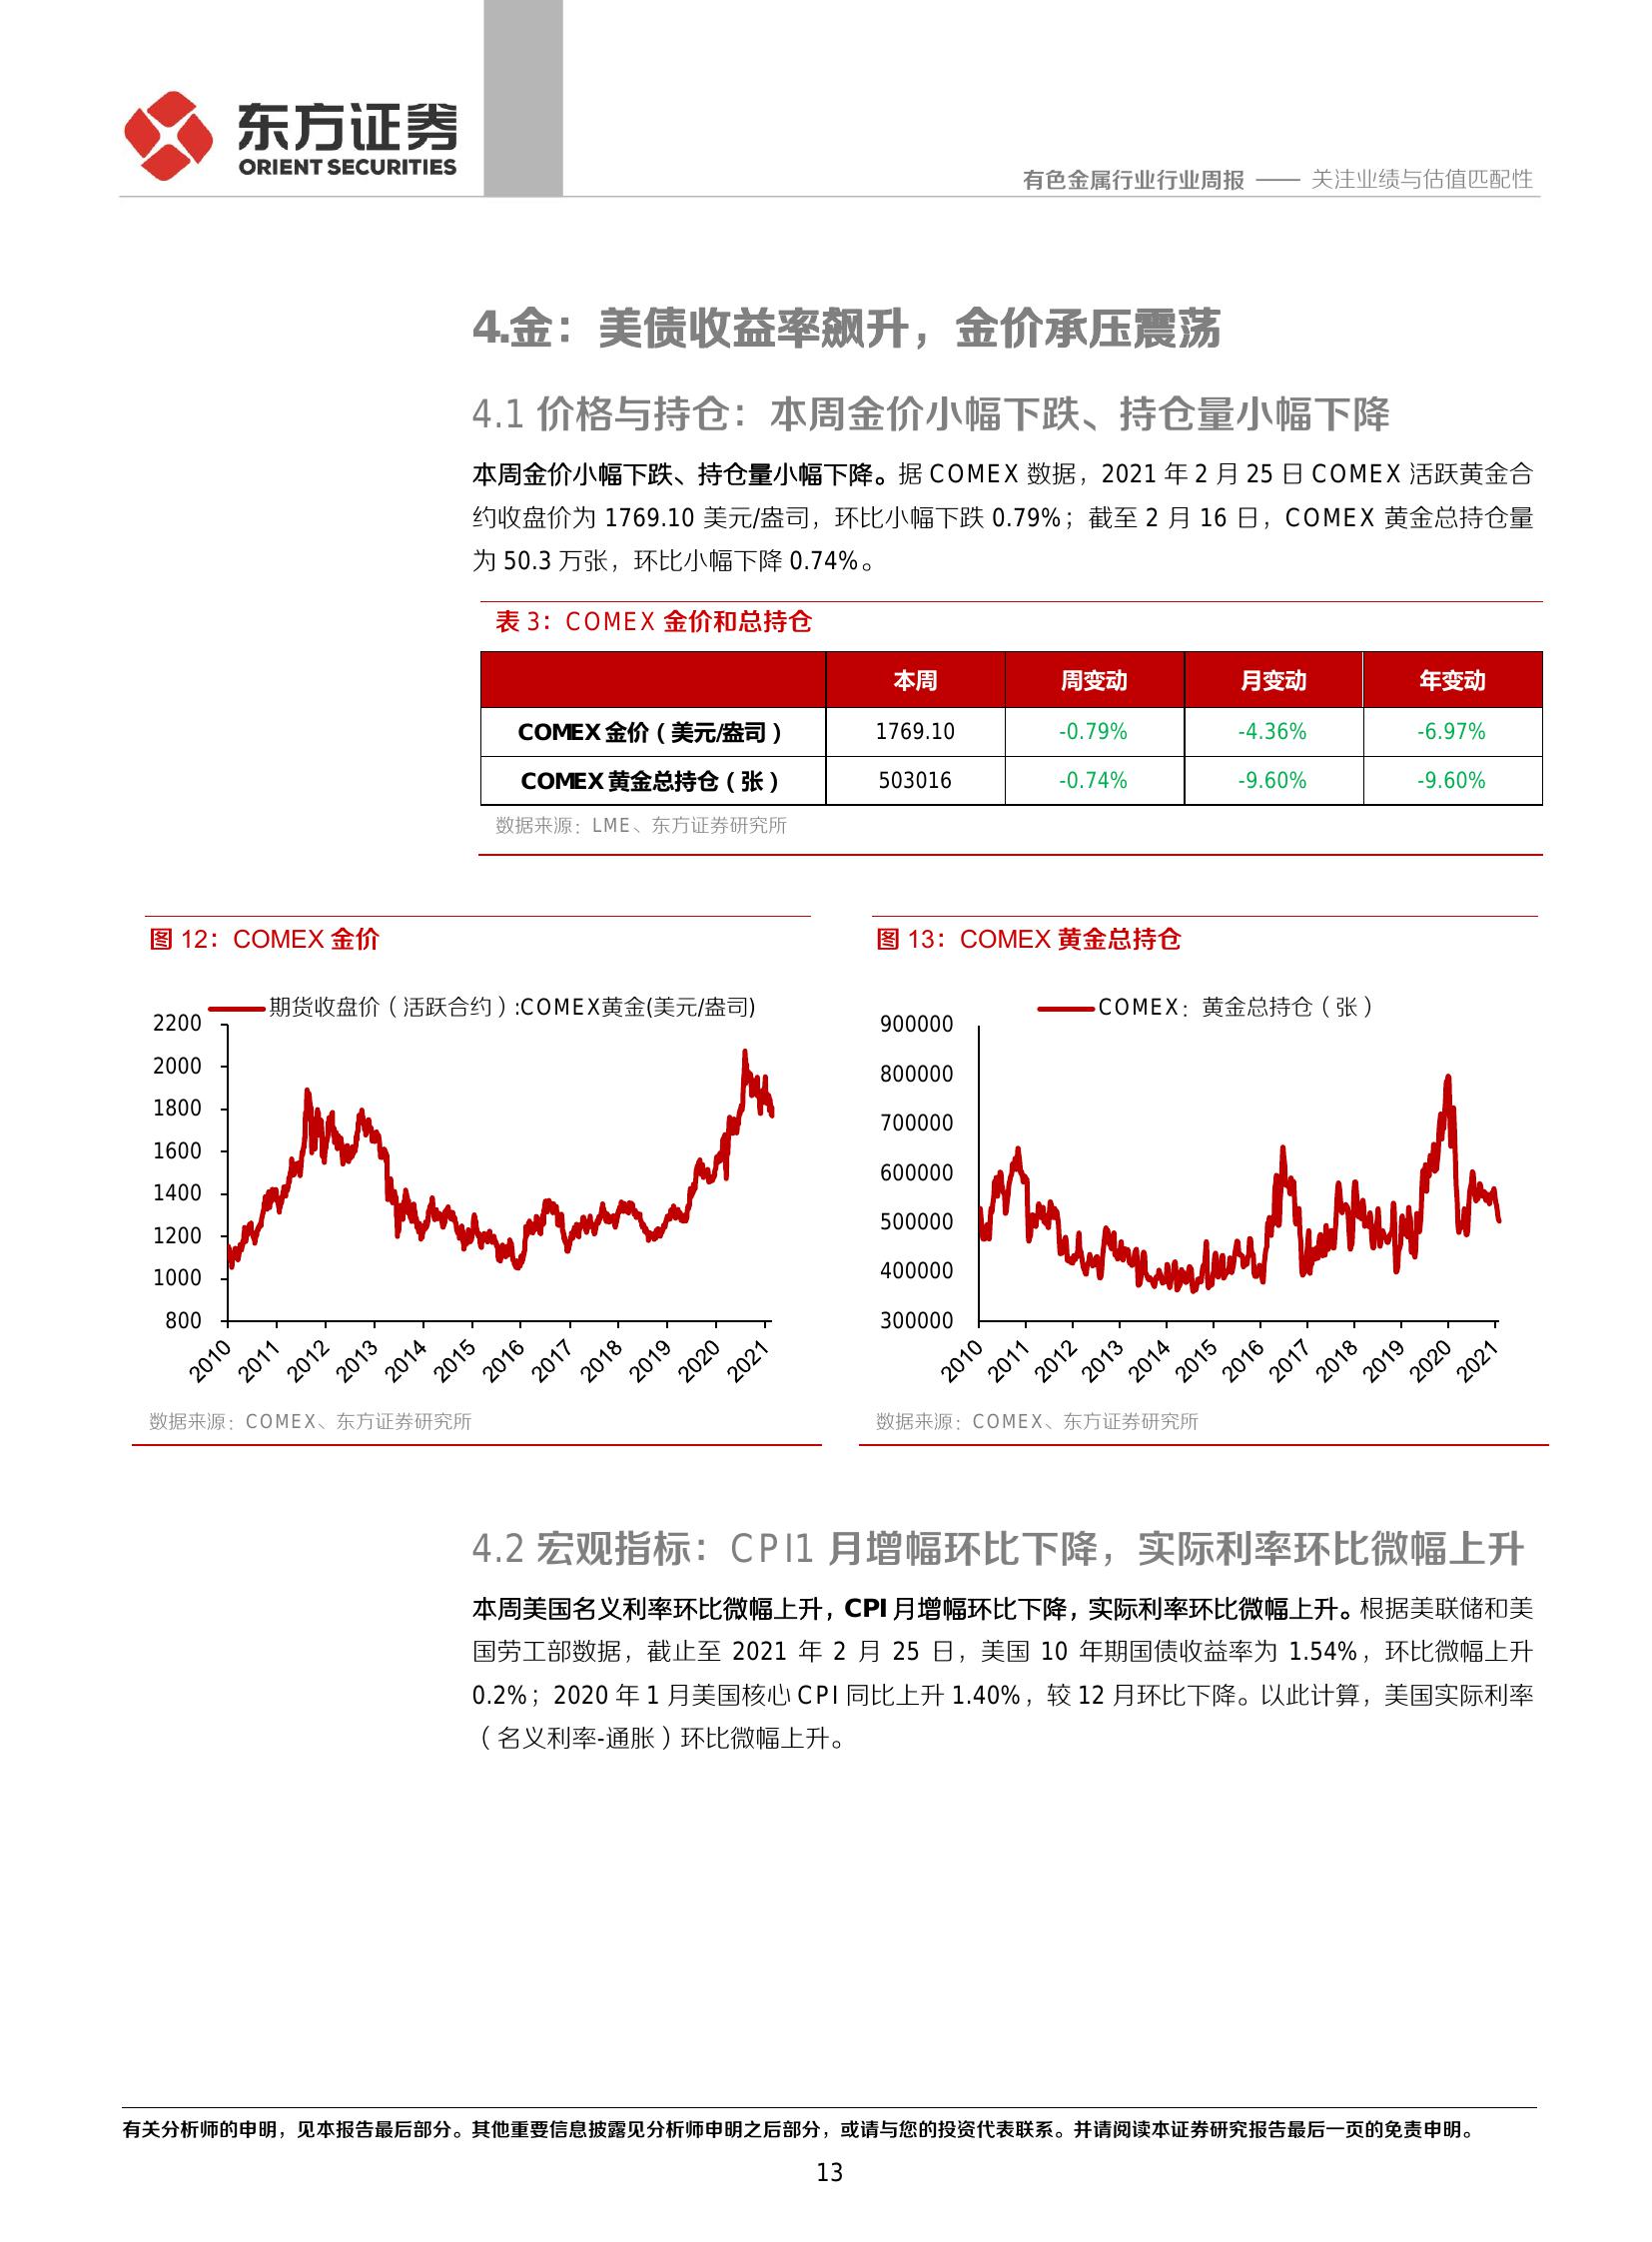 东方证券
ORIENT SECURITIES
有色金属行业行业周报 —— 关注业绩与估值匹配性
4.金：美债收益率飙升，金价承压震荡
4.1 价格与持仓：本周金价小幅下跌、持仓量小幅下降
本周金价小幅下跌、持仓量小幅下降。据 COMEX 数据，2021 年 2 月 25 日 COMEX 活跃黄金合
约收盘价为 1769.10 美元/盎司，环比小幅下跌 0.79%；截至 2 月 16 日，COMEX 黄金总持仓量
为 50.3 万张，环比小幅下降 0.74%。
表 3：COMEX 金价和总持仓
本周 周变动 月变动 年变动
COMEX 金价（美元/盎司） 1769.10 -0.79% -4.36% -6.97%
COMEX 黄金总持仓（张） 503016 -0.74% -9.60% -9.60%
数据来源：LME、东方证券研究所
图 12：COMEX 金价
期货收盘价（活跃合约）:COMEX黄金(美元/盎司)
2200
2000
1800
1600
1400
1200
1000
800
2010 2011 2012 2013 2014 2015 2016 2017 2018 2019 2020 2021
数据来源：COMEX、东方证券研究所
图 13：COMEX 黄金总持仓
COMEX：黄金总持仓（张）
900000
800000
700000
600000
500000
400000
300000
2010 2011 2012 2013 2014 2015 2016 2017 2018 2019 2020 2021
数据来源：COMEX、东方证券研究所
4.2 宏观指标：CPI1 月增幅环比下降，实际利率环比微幅上升
本周美国名义利率环比微幅上升，CPI 月增幅环比下降，实际利率环比微幅上升。根据美联储和美
国劳工部数据，截止至 2021 年 2 月 25 日，美国 10 年期国债收益率为 1.54%，环比微幅上升
0.2%；2020 年 1 月美国核心 CPI 同比上升 1.40%，较 12 月环比下降。以此计算，美国实际利率
（名义利率-通胀）环比微幅上升。
有关分析师的申明，见本报告最后部分。其他重要信息披露见分析师申明之后部分，或请与您的投资代表联系。并请阅读本证券研究报告最后一页的免责申明。
13